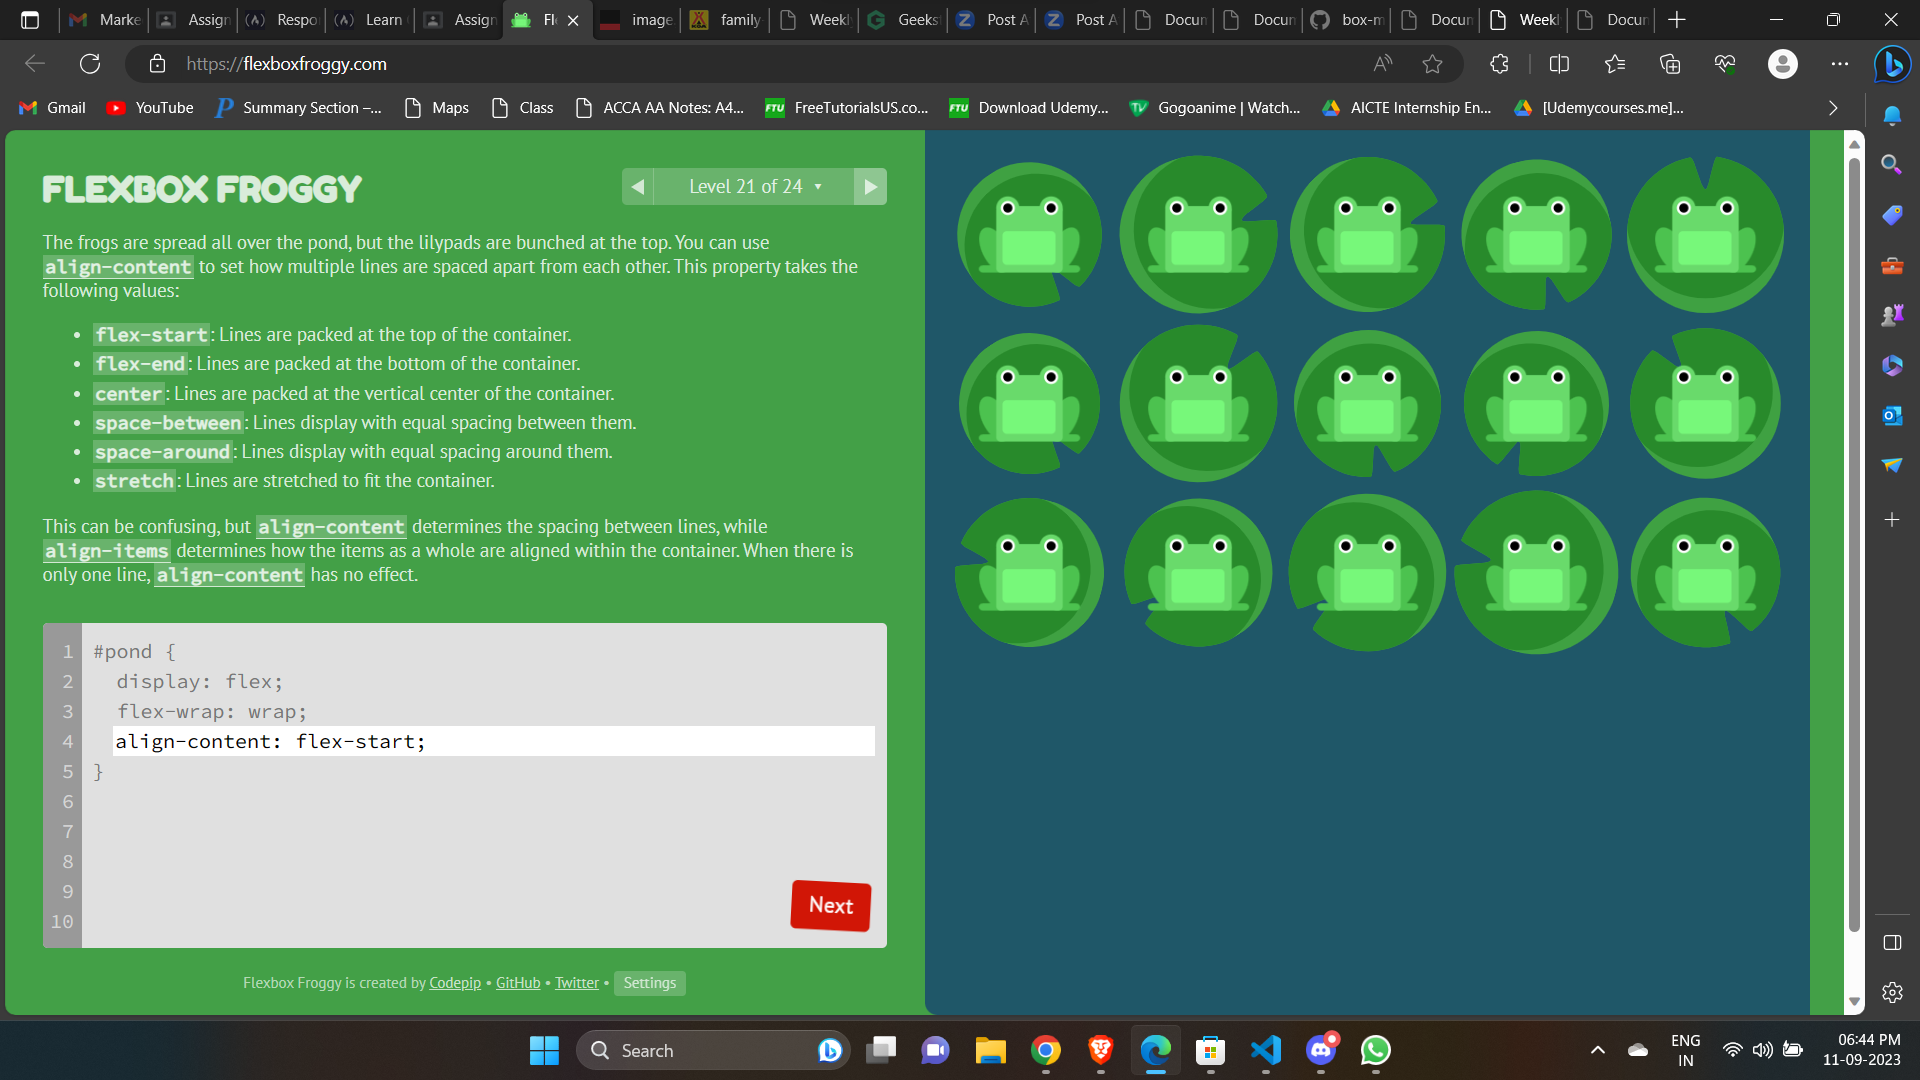 Marke
Assign
Respo
Learn
Assign
Fl
image
family
Weekl
Geekst
Post A
Post A
Docum
Docum
box-m
Docum
Weekl
Docum
https://flexboxfroggy.com
Gmail
YouTube
Summary Section –...
Maps
Class
ACCA AA Notes: A4...
FreeTutorialsUS.co...
Download Udemy...
Gogoanime | Watch...
AICTE Internship En...
[Udemycourses.me]...
FLEXBOX FROGGY
Level 21 of 24
The frogs are spread all over the pond, but the lilypads are bunched at the top. You can use
align-content to set how multiple lines are spaced apart from each other. This property takes the
following values:
• flex-start: Lines are packed at the top of the container.
• flex-end: Lines are packed at the bottom of the container.
• center: Lines are packed at the vertical center of the container.
• space-between: Lines display with equal spacing between them.
• space-around: Lines display with equal spacing around them.
• stretch: Lines are stretched to fit the container.
This can be confusing, but align-content determines the spacing between lines, while
align-items determines how the items as a whole are aligned within the container. When there is
only one line, align-content has no effect.
1 #pond {
2 display: flex;
3 flex-wrap: wrap;
4 align-content: flex-start;
5 }
6
7
8
9
10
Next
Flexbox Froggy is created by Codepip • GitHub • Twitter • Settings
Search
ENG
IN
06:44 PM
11-09-2023